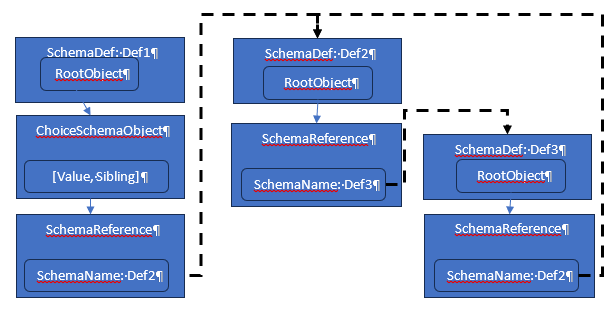 SchemaDef:·Def1¶
RootObject¶
ChoiceSchemaObject¶
[Value,·Sibling]¶
SchemaReference¶
SchemaName:·Def2¶
SchemaDef:·Def2¶
RootObject¶
SchemaReference¶
SchemaName:·Def3¶
SchemaDef:·Def3¶
RootObject¶
SchemaReference¶
SchemaName:·Def2¶